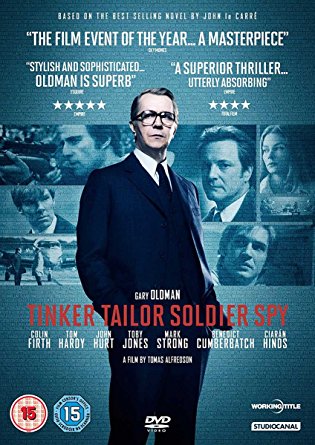 BASED ON THE BEST SELLING NOVEL BY JOHN le CARRÉ
"THE FILM EVENT OF THE YEAR... A MASTERPIECE"
"STYLISH AND SOPHISTICATED...
OLDMAN IS SUPERB"
ESQUIRE
★★★★★
EMPIRE
"A SUPERIOR THRILLER...
UTTERLY ABSORBING"
EMPIRE
★★★★
TOTAL FILM
GARY OLDMAN
TINKER TAILOR SOLDIER SPY
COLIN FIRTH
TOM HARDY
JOHN HURT
TOBY JONES
MARK STRONG
BENEDICT CUMBERBATCH
CIARÁN HINDS
A FILM BY TOMAS ALFREDSON
15
15
DVD
VIDEO
WORKING TITLE
STUDIOCANAL